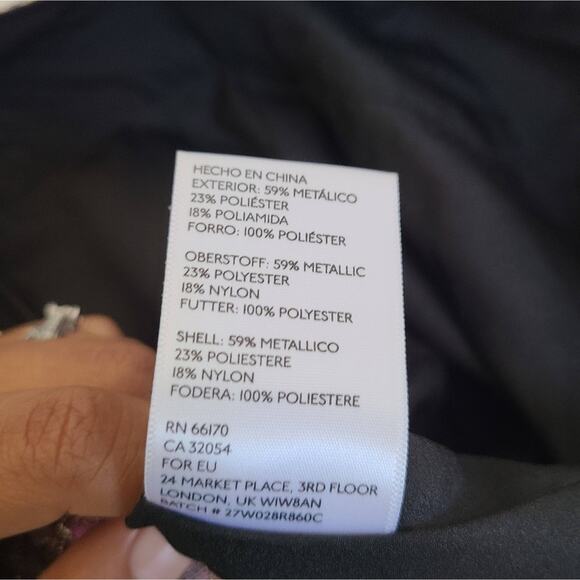 HECHO EN CHINA
EXTERIOR: 59% METÁLICO
23% POLIÉSTER
18% POLIAMIDA
FORRO: 100% POLIÉSTER
OBERSTOFF: 59% METALLIC
23% POLYESTER
18% NYLON
FUTTER: 100% POLYESTER
SHELL: 59% METALLICO
23% POLIESTERE
18% NYLON
FODERA: 100% POLIESTERE
RN 66170
CA 32054
FOR EU
24 MARKET PLACE, 3RD FLOOR
LONDON, UK W1W8AN
BATCH # 27W028R860C